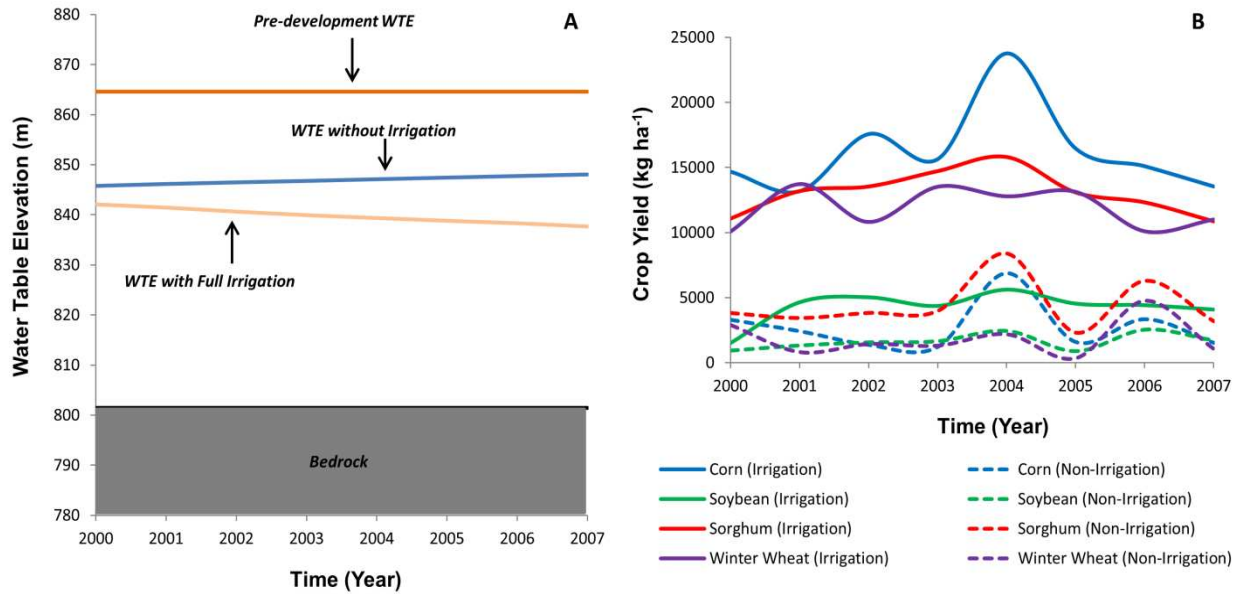 A
Water Table Elevation (m)
880
870
860
850
840
830
820
810
800
790
780
Pre-development WTE
WTE without Irrigation
WTE with Full Irrigation
Bedrock
2000 2001 2002 2003 2004 2005 2006 2007
Time (Year)
B
Crop Yield (kg ha⁻¹)
25000
20000
15000
10000
5000
0
2000 2001 2002 2003 2004 2005 2006 2007
Time (Year)
Corn (Irrigation) Corn (Non-Irrigation)
Soybean (Irrigation) Soybean (Non-Irrigation)
Sorghum (Irrigation) Sorghum (Non-Irrigation)
Winter Wheat (Irrigation) Winter Wheat (Non-Irrigation)